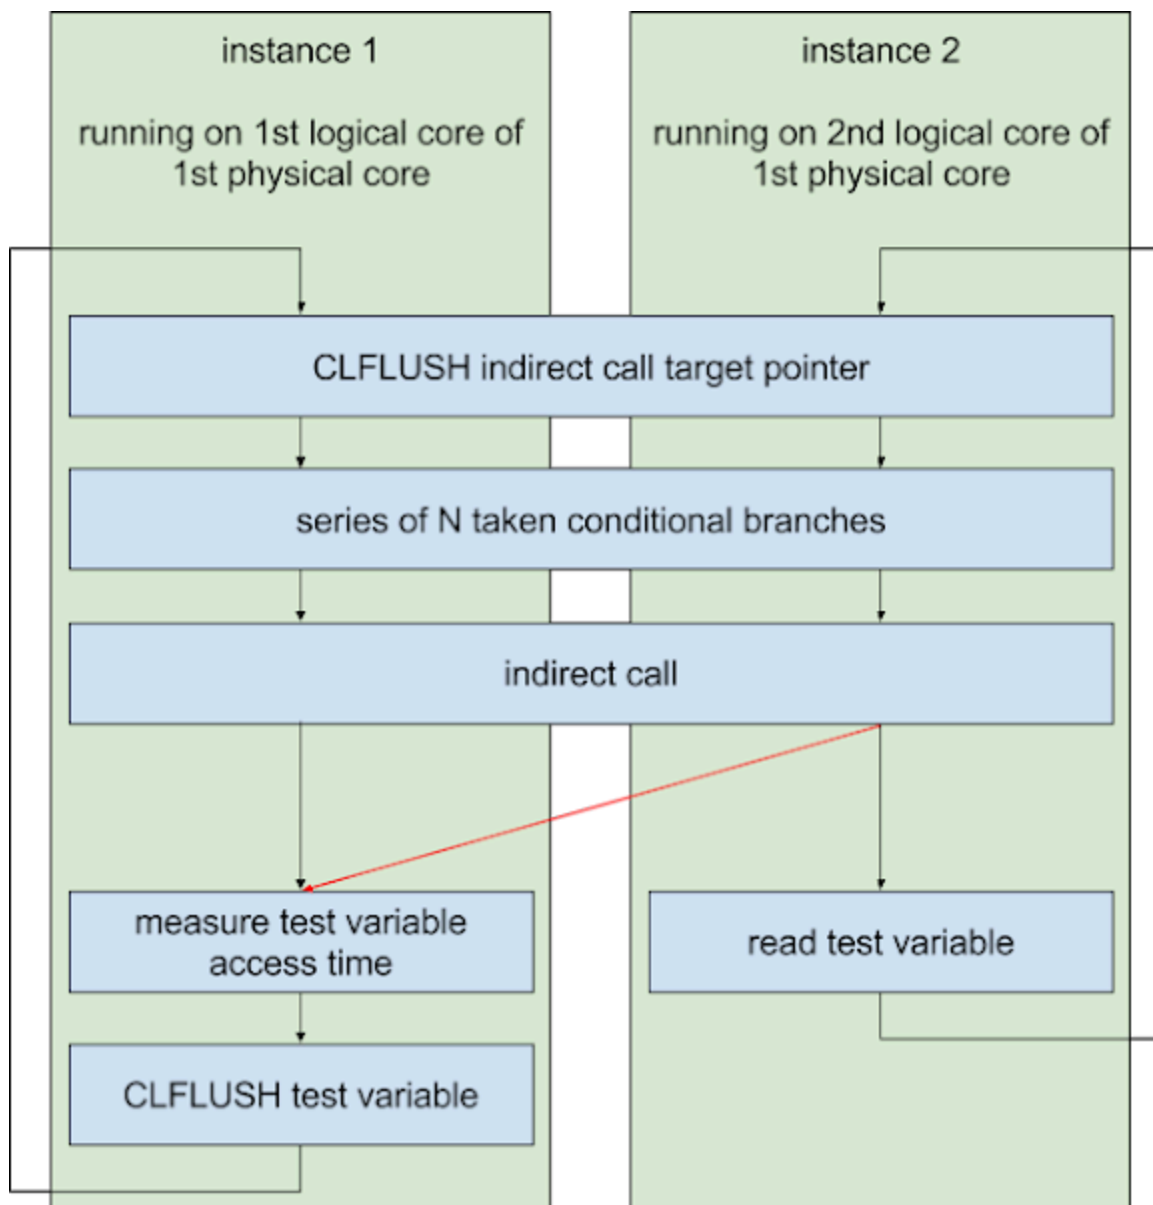 instance 1
running on 1st logical core of
1st physical core
instance 2
running on 2nd logical core of
1st physical core
CLFLUSH indirect call target pointer
series of N taken conditional branches
indirect call
measure test variable
access time
read test variable
CLFLUSH test variable